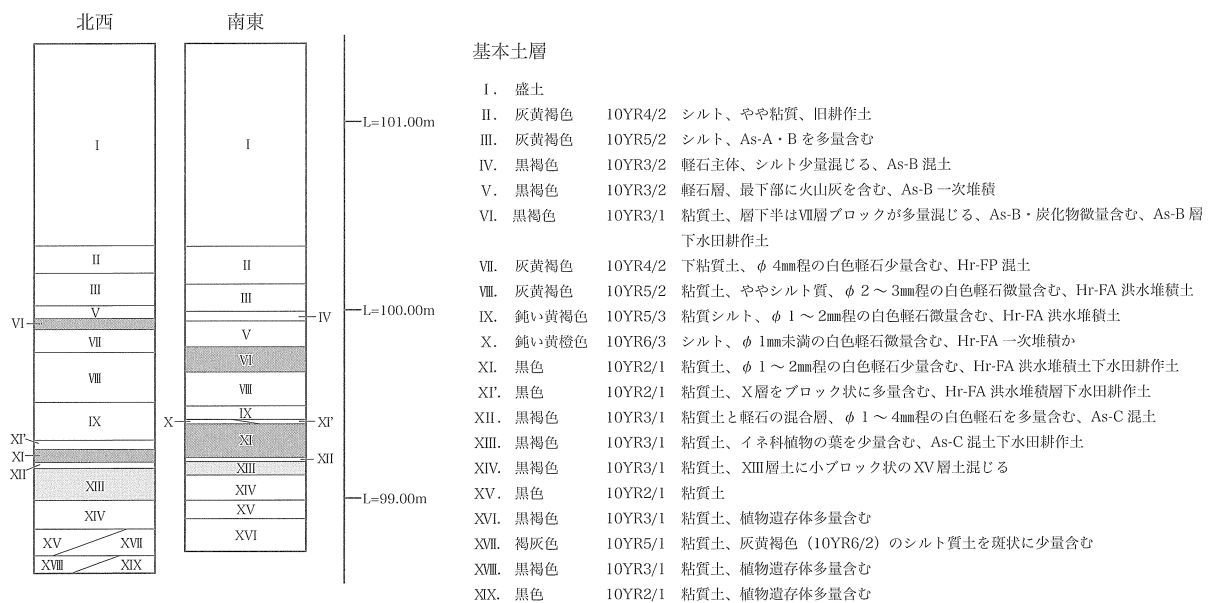 北西
南東
I
II
III
V
VI
VII
VIII
IX
XI'
XI
XII
XIII
XIV
XV
XVII
XVIII
XIX
I
II
III
IV
V
VI
VIII
IX
X
XI'
XI
XII
XIII
XIV
XV
XVI
L=101.00m
L=100.00m
L=99.00m
基本土層
Ⅰ. 盛土
Ⅱ. 灰黄褐色 10YR4/2 シルト、やや粘質、旧耕作土
Ⅲ. 灰黄褐色 10YR5/2 シルト、As-A・B を多量含む
Ⅳ. 黒褐色 10YR3/2 軽石主体、シルト少量混じる、As-B 混土
Ⅴ. 黒褐色 10YR3/2 軽石層、最下部に火山灰を含む、As-B 一次堆積
Ⅵ. 黒褐色 10YR3/1 粘質土、層下半はⅦ層ブロックが多量混じる、As-B・炭化物微量含む、As-B 層
下水田耕作土
Ⅶ. 灰黄褐色 10YR4/2 下粘質土、φ 4㎜程の白色軽石少量含む、Hr-FP 混土
Ⅷ. 灰黄褐色 10YR5/2 粘質土、ややシルト質、φ 2 〜 3㎜程の白色軽石微量含む、Hr-FA 洪水堆積土
Ⅸ. 鈍い黄褐色 10YR5/3 粘質シルト、φ 1 〜 2㎜程の白色軽石微量含む、Hr-FA 洪水堆積土
Ⅹ. 鈍い黄橙色 10YR6/3 シルト、φ 1㎜未満の白色軽石微量含む、Hr-FA 一次堆積か
XI. 黒色 10YR2/1 粘質土、φ 1 〜 2㎜程の白色軽石少量含む、Hr-FA 洪水堆積土下水田耕作土
XI'. 黒色 10YR2/1 粘質土、Ⅹ層をブロック状に多量含む、Hr-FA 洪水堆積層下水田耕作土
XII. 黒褐色 10YR3/1 粘質土と軽石の混合層、φ 1 〜 4㎜程の白色軽石を多量含む、As-C 混土
XIII. 黒褐色 10YR3/1 粘質土、イネ科植物の葉を少量含む、As-C 混土下水田耕作土
XIV. 黒褐色 10YR3/1 粘質土、XIII層土に小ブロック状のXV層土混じる
XV. 黒色 10YR2/1 粘質土
XVI. 黒褐色 10YR3/1 粘質土、植物遺存体多量含む
XVII. 褐灰色 10YR5/1 粘質土、灰黄褐色（10YR6/2）のシルト質土を斑状に少量含む
XVIII. 黒褐色 10YR3/1 粘質土、植物遺存体多量含む
XIX. 黒色 10YR2/1 粘質土、植物遺存体多量含む